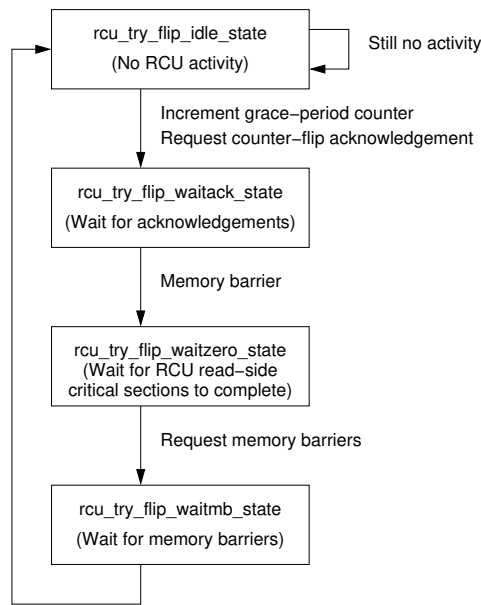 rcu_try_flip_idle_state
(No RCU activity)
Still no activity
Increment grace−period counter
Request counter−flip acknowledgement
rcu_try_flip_waitack_state
(Wait for acknowledgements)
Memory barrier
rcu_try_flip_waitzero_state
(Wait for RCU read−side
critical sections to complete)
Request memory barriers
rcu_try_flip_waitmb_state
(Wait for memory barriers)